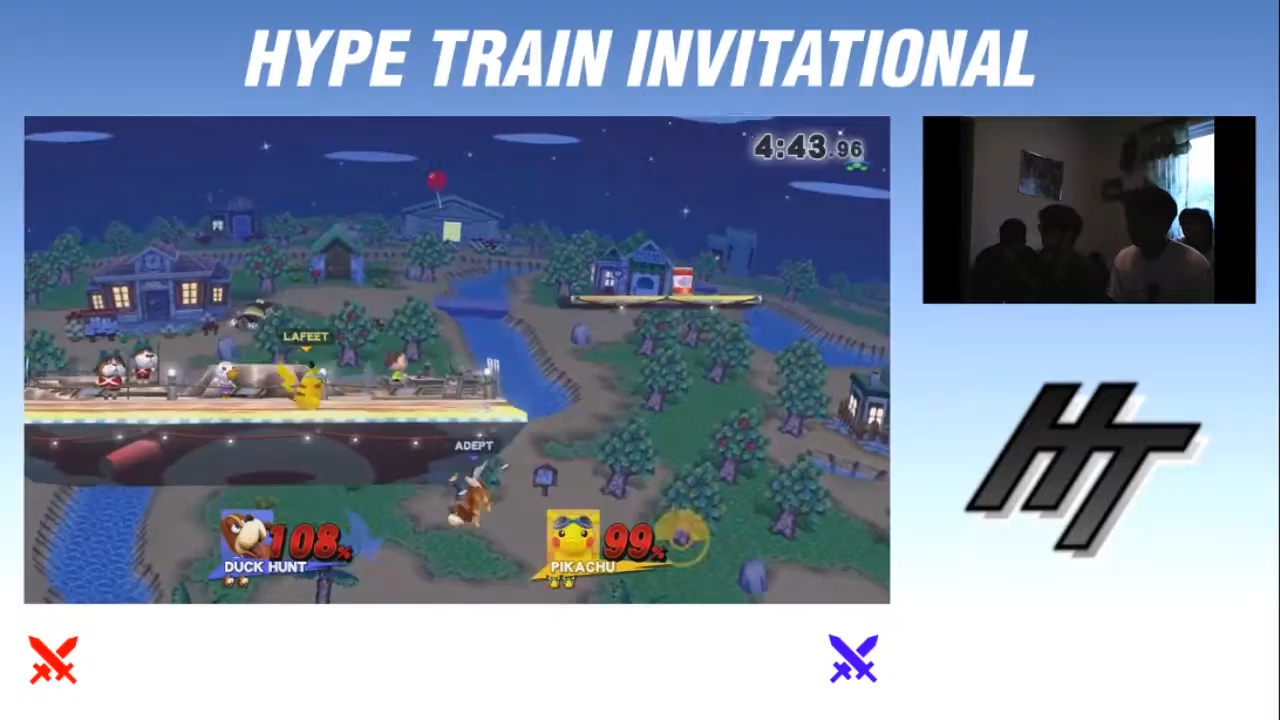 HYPE TRAIN INVITATIONAL
4:43.96
LAFEET
ADEPT
108%
99%
DUCK HUNT
PIKACHU
HT